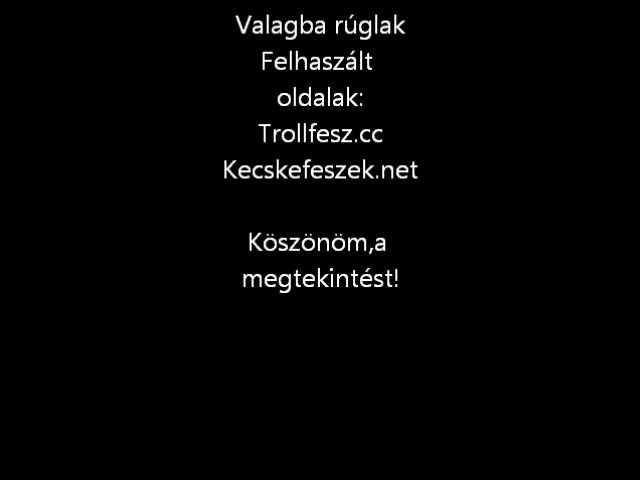 Valagba rúglak
Felhaszált
oldalak:
Trollfesz.cc
Kecskefeszek.net
Köszönöm,a
megtekintést!